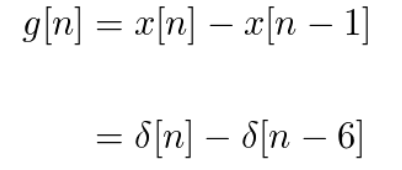 g[n] = x[n] − x[n − 1]
= δ[n] − δ[n − 6]